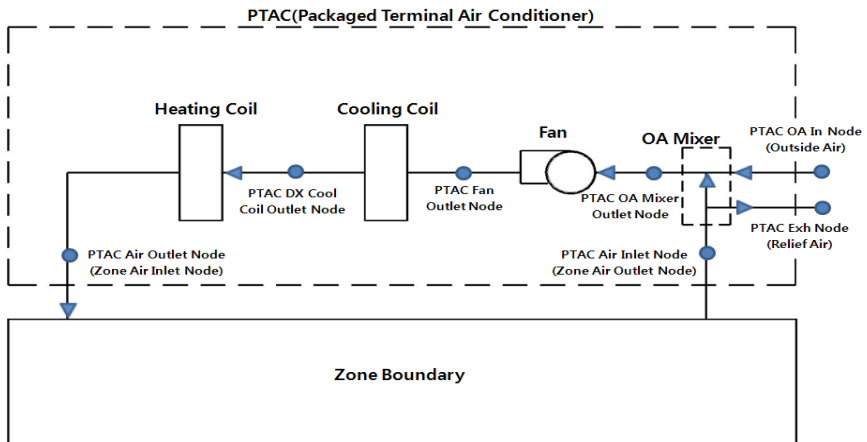 PTAC(Packaged Terminal Air Conditioner)
Heating Coil
Cooling Coil
Fan
OA Mixer
PTAC OA In Node
(Outside Air)
PTAC DX Cool
Coil Outlet Node
PTAC Fan
Outlet Node
PTAC OA Mixer
Outlet Node
PTAC Exh Node
(Relief Air)
PTAC Air Outlet Node
(Zone Air Inlet Node)
PTAC Air Inlet Node
(Zone Air Outlet Node)
Zone Boundary